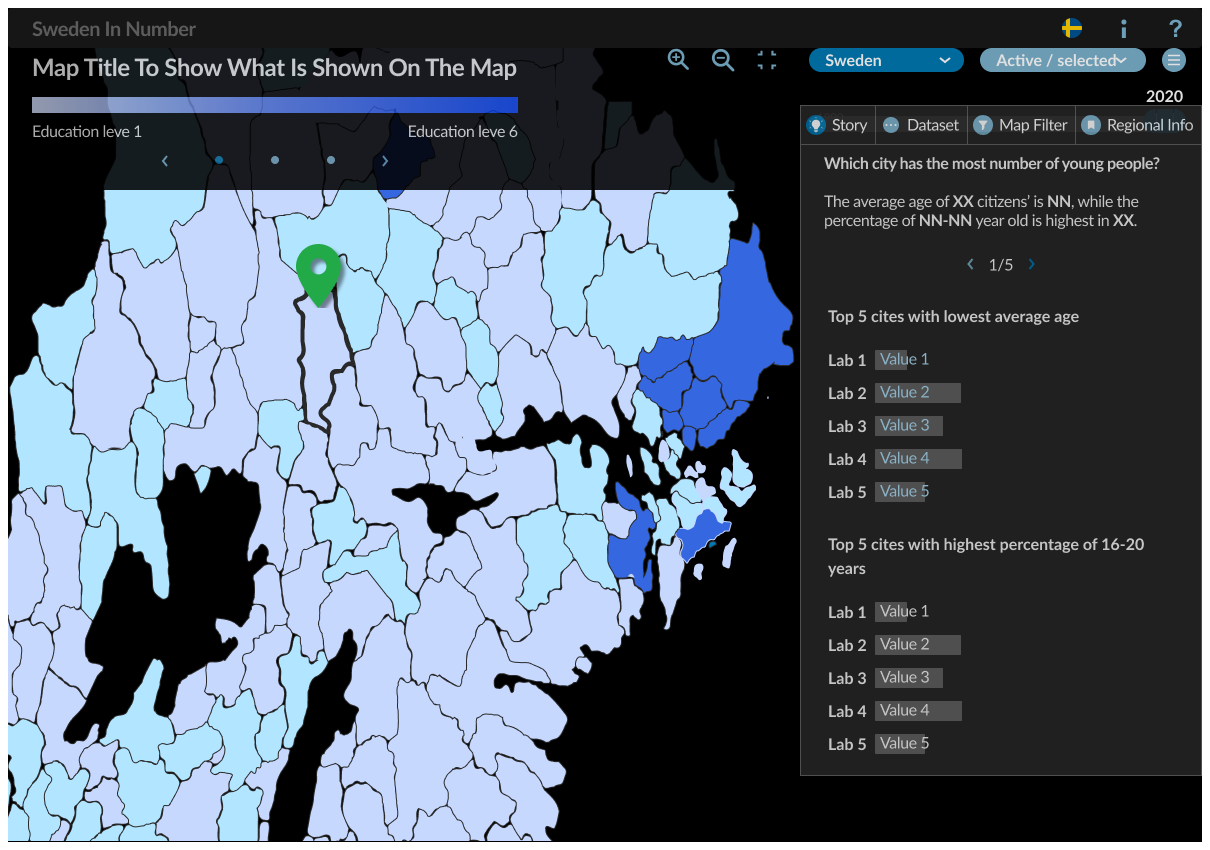 Sweden In Number
i
?
Map Title To Show What Is Shown On The Map
Education leve 1
Education leve 6
Sweden
Active / selected
2020
Story
Dataset
Map Filter
Regional Info
Which city has the most number of young people?
The average age of XX citizens' is NN, while the
percentage of NN-NN year old is highest in XX.
1/5
Top 5 cites with lowest average age
Lab 1 Value 1
Lab 2 Value 2
Lab 3 Value 3
Lab 4 Value 4
Lab 5 Value 5
Top 5 cites with highest percentage of 16-20
years
Lab 1 Value 1
Lab 2 Value 2
Lab 3 Value 3
Lab 4 Value 4
Lab 5 Value 5